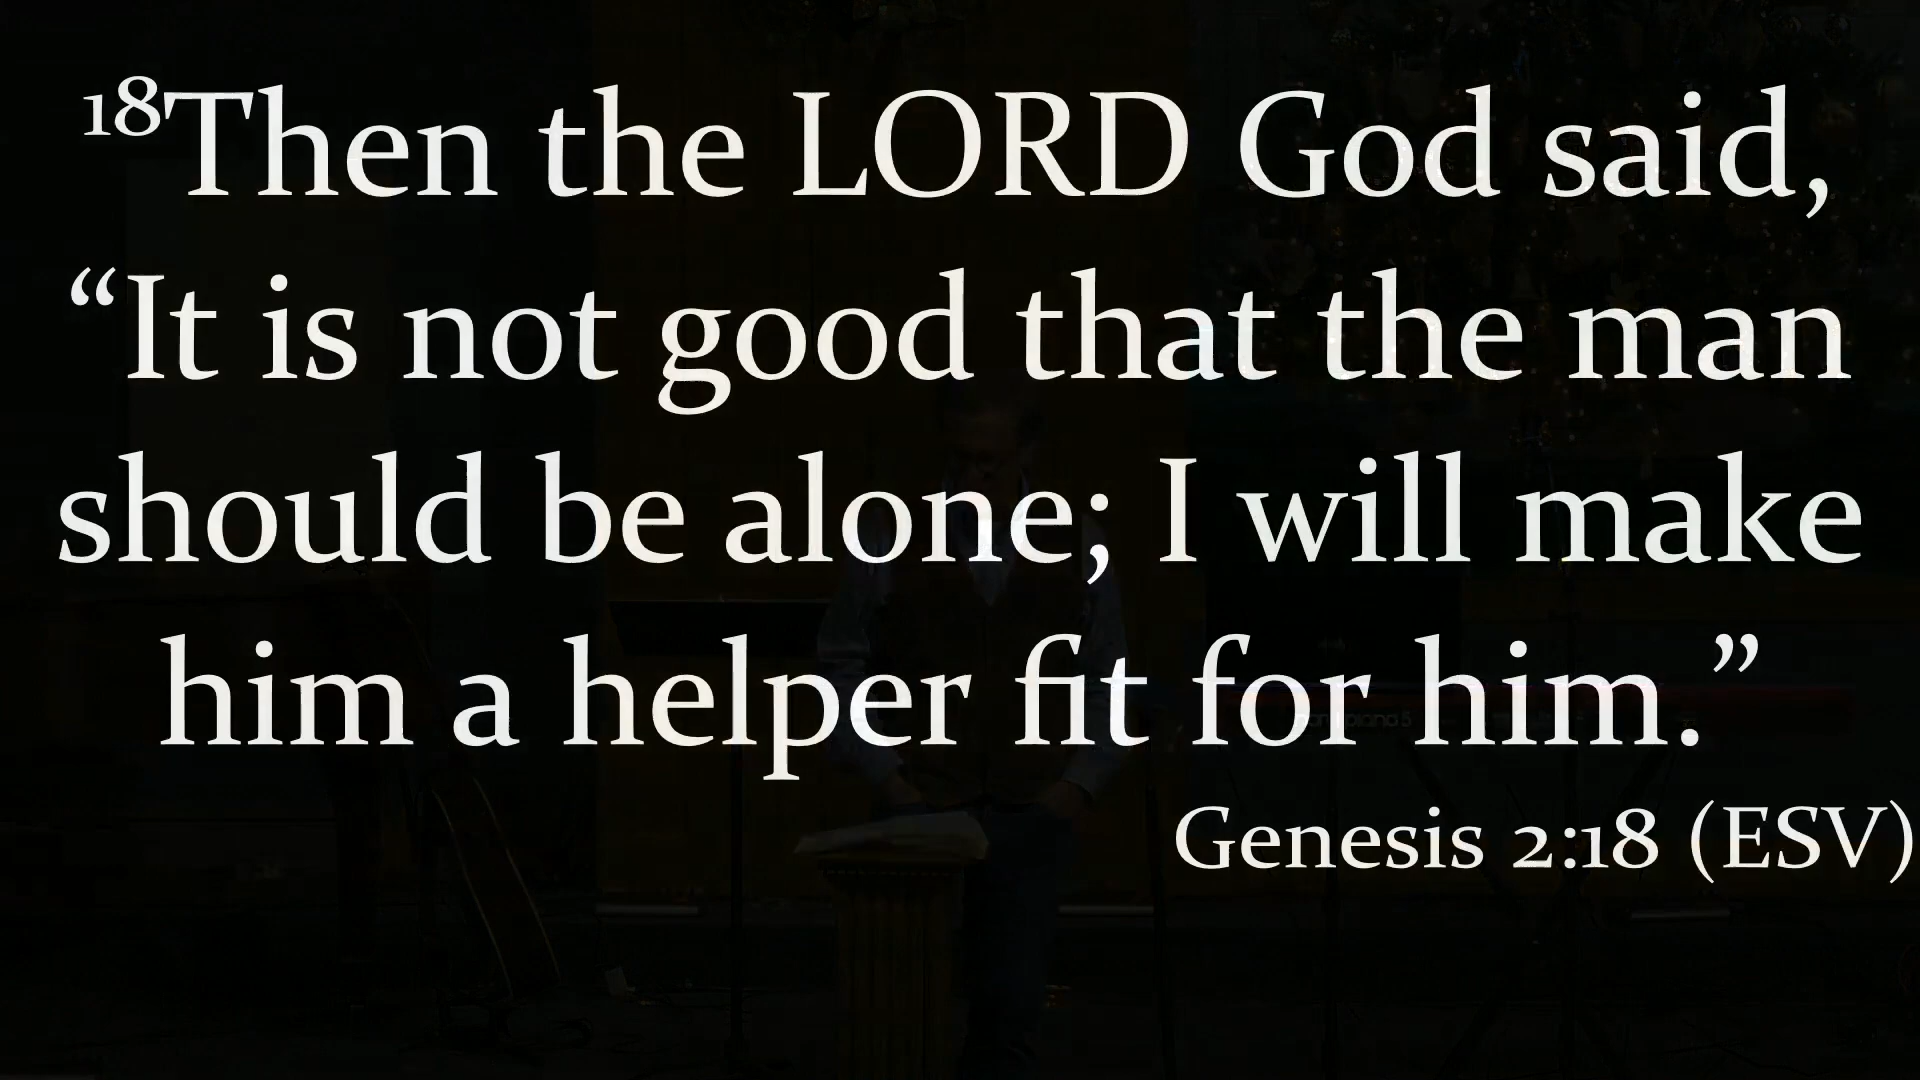 18Then the LORD God said,
“It is not good that the man
should be alone; I will make
him a helper fit for him.”
Genesis 2:18 (ESV)